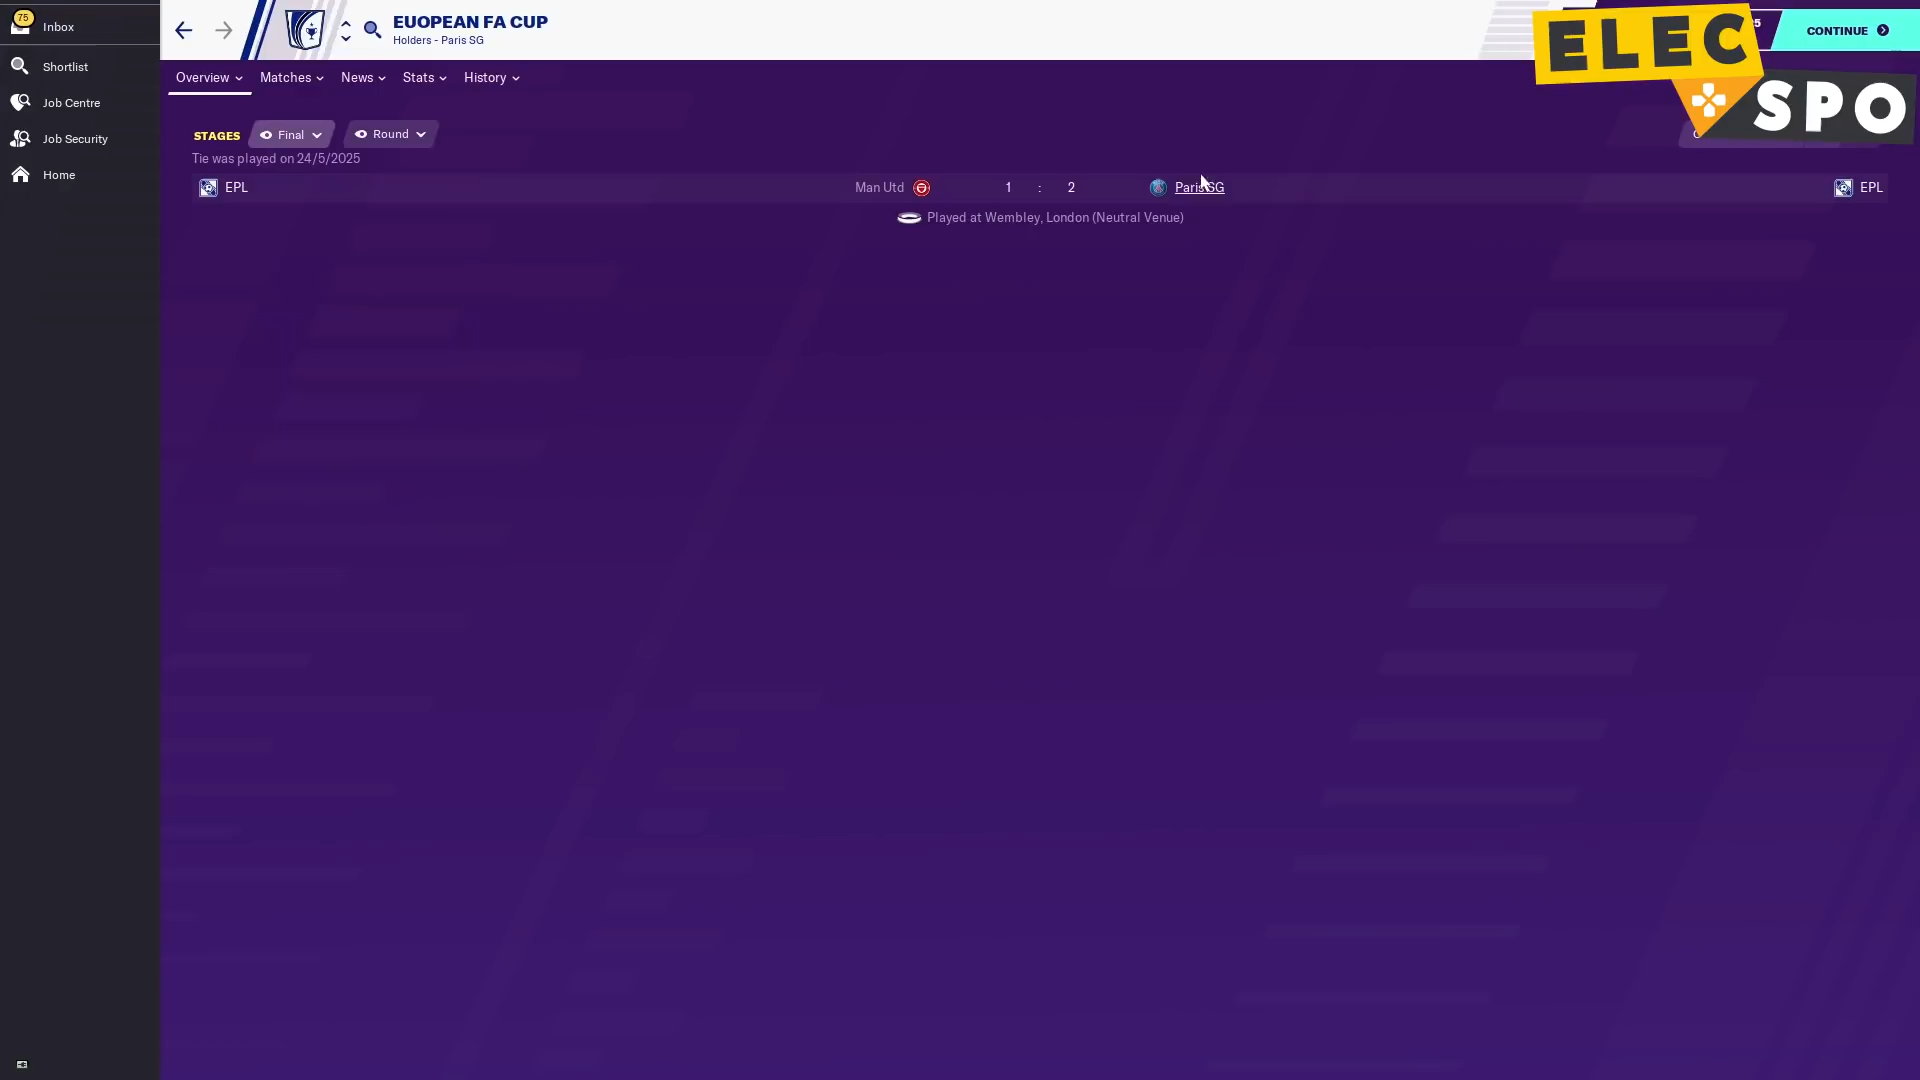 75
Inbox
Shortlist
Job Centre
Job Security
Home
EUOPEAN FA CUP
Holders - Paris SG
CONTINUE
ELEC
SPO
Overview
Matches
News
Stats
History
STAGES
Final
Round
Tie was played on 24/5/2025
EPL
Man Utd
1 : 2
Paris SG
EPL
Played at Wembley, London (Neutral Venue)